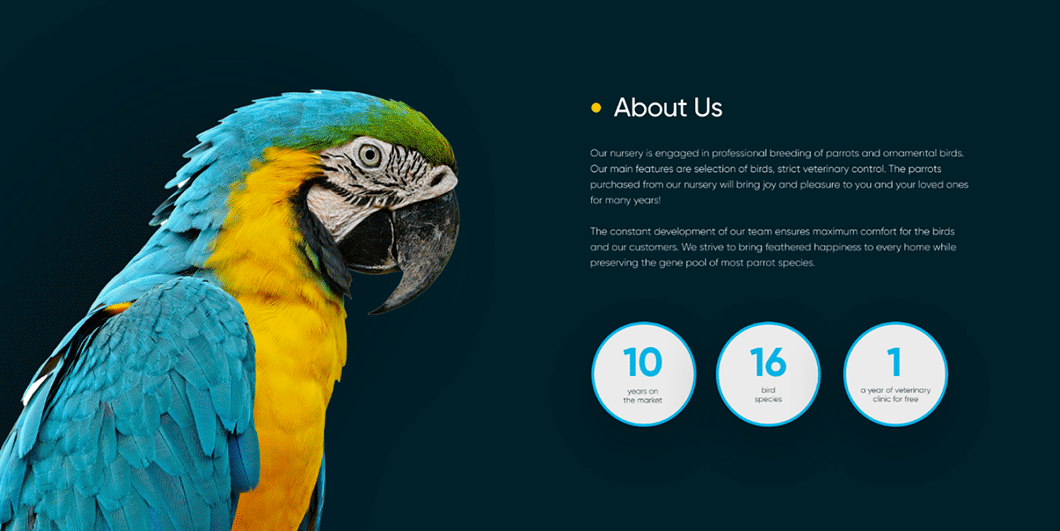 About Us
Our nursery is engaged in professional breeding of parrots and ornamental birds.
Our main features are selection of birds, strict veterinary control. The parrots
purchased from our nursery will bring joy and pleasure to you and your loved ones
for many years!
The constant development of our team ensures maximum comfort for the birds
and our customers. We strive to bring feathered happiness to every home while
preserving the gene pool of most parrot species.
10
years on
the market
16
bird
species
1
a year of veterinary
clinic for free